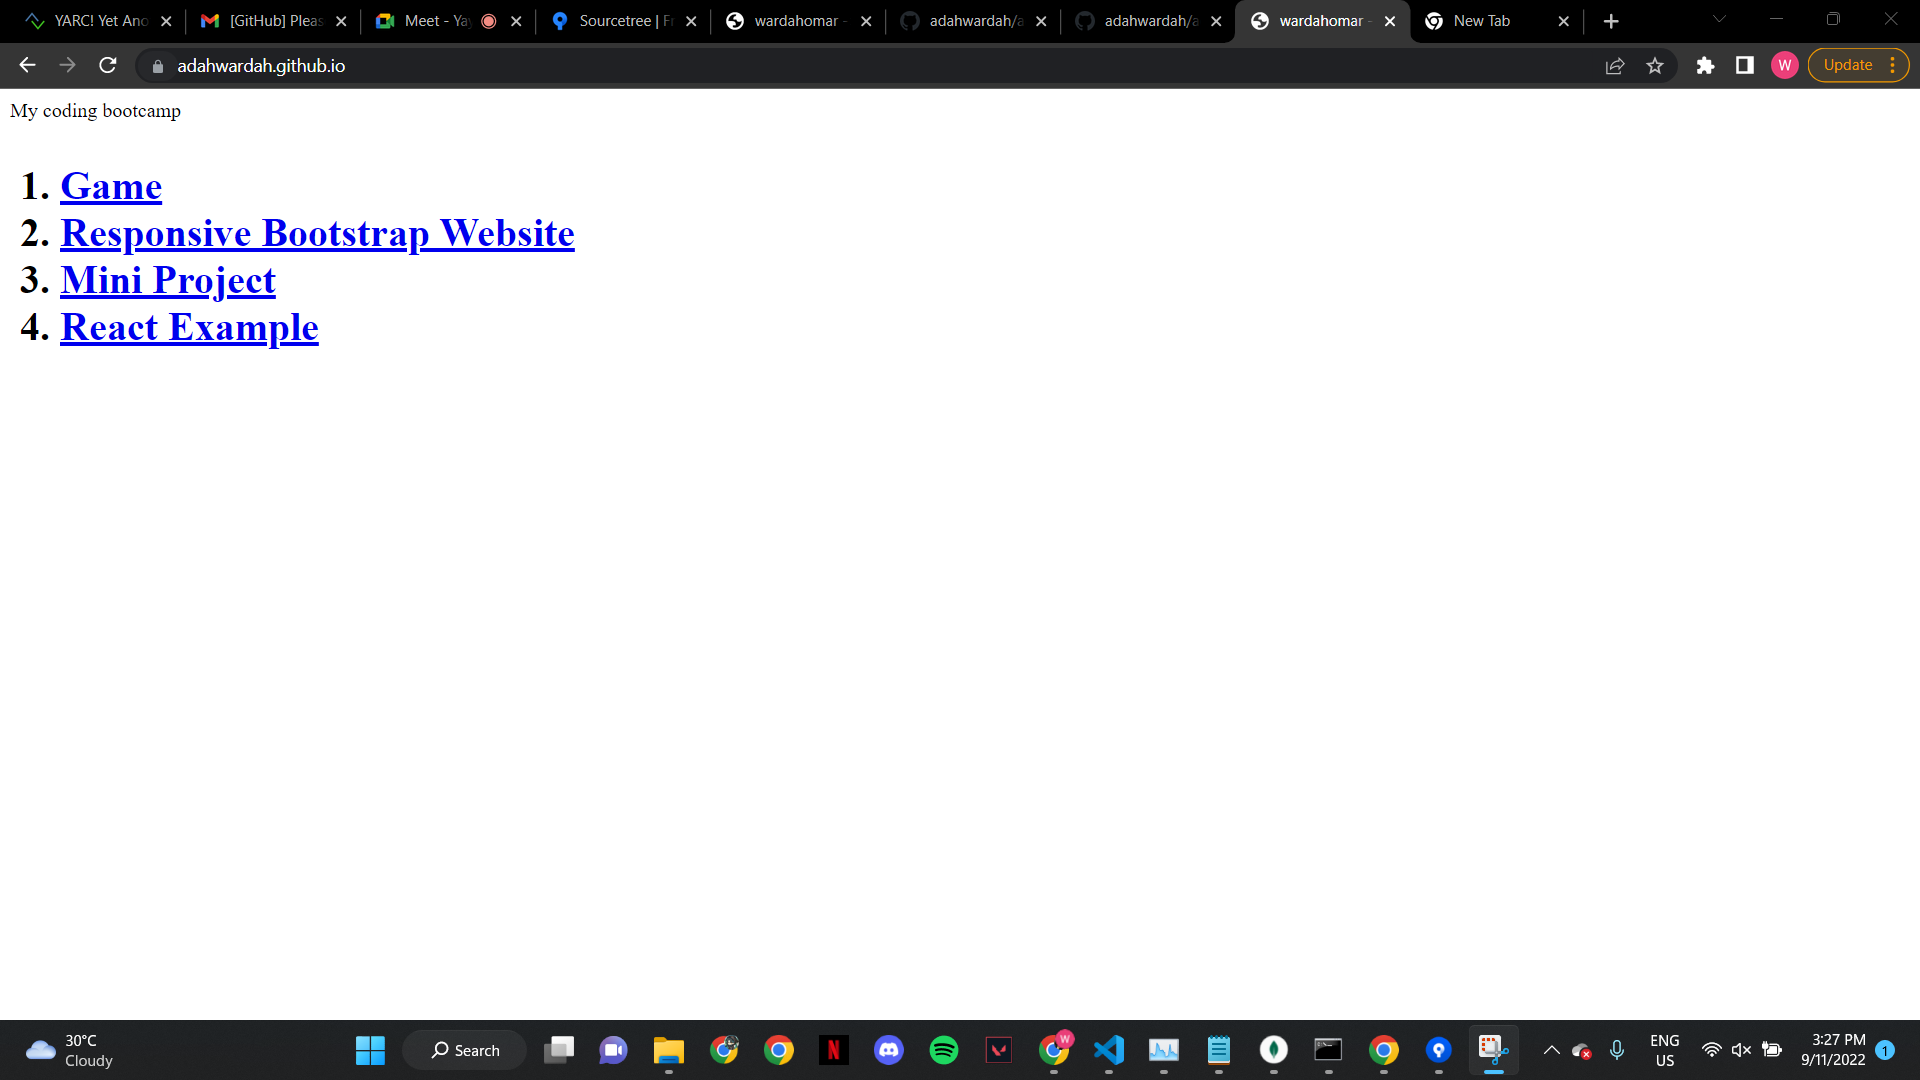 YARC! Yet Ano
[GitHub] Pleas
Meet - Yay
Sourcetree | Fr
wardahomar -
adahwardah/a
adahwardah/a
wardahomar -
New Tab
adahwardah.github.io
W
Update
My coding bootcamp
1. Game
2. Responsive Bootstrap Website
3. Mini Project
4. React Example
30°C
Cloudy
Search
W
ENG
US
3:27 PM
9/11/2022
1